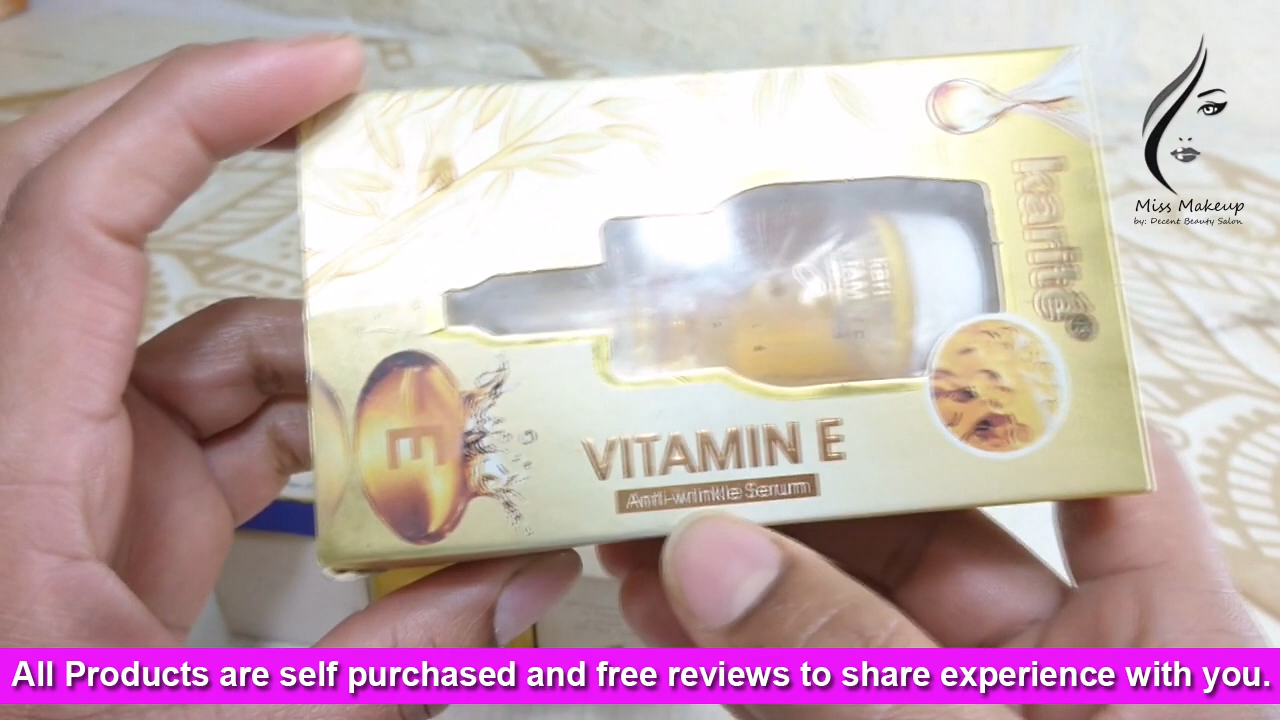 Miss Makeup
by: Decent Beauty Salon
karité®
E
VITAMIN E
Anti-wrinkle Serum
All Products are self purchased and free reviews to share experience with you.